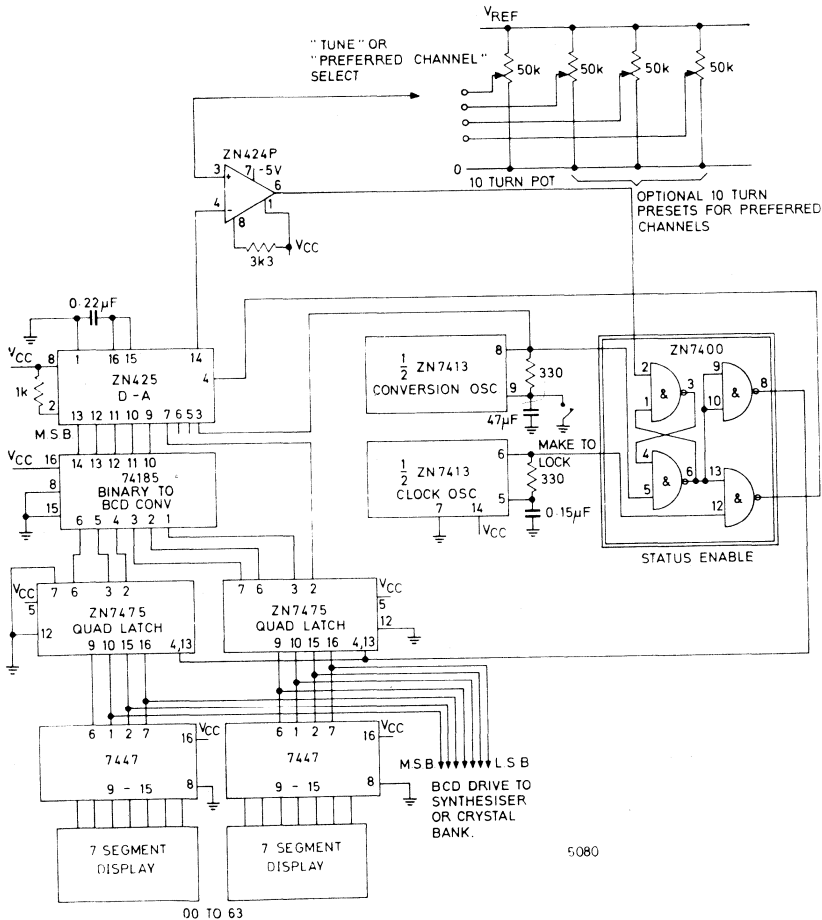 VREF
"TUNE" OR
"PREFERRED CHANNEL"
SELECT
50k 50k 50k 50k
ZN424P
3 + 7 -5V 6
4 - 8 1
3k3 VCC
0 10 TURN POT
OPTIONAL 10 TURN
PRESETS FOR PREFERRED
CHANNELS
0.22µF
VCC 8 1 16 15 14
ZN425
D-A
4
1k 2
13 12 11 10 9 7 6 5 3
M S B
VCC 16 14 13 12 11 10
74185
BINARY TO
BCD CONV
8
15
6 5 4 3 2 1
1/2 ZN7413
CONVERSION OSC
8
9
330
47µF
MAKE TO
LOCK
1/2 ZN7413
CLOCK OSC
6
5
7 14
VCC
330
0.15µF
ZN7400
2 & 3
1
9 & 8
10
4 & 6
5
13 &
12
STATUS ENABLE
VCC 7 6 3 2
5
12
ZN7475
QUAD LATCH
9 10 15 16 4,13
7 6 3 2 VCC
5
12
ZN7475
QUAD LATCH
9 10 15 16 4,13
6 1 2 7 VCC
16
7447
8
9 - 15
6 1 2 7 VCC
16
7447
8
9 - 15
M S B L S B
BCD DRIVE TO
SYNTHESISER
OR CRYSTAL
BANK.
7 SEGMENT
DISPLAY
7 SEGMENT
DISPLAY
00 TO 63
5080